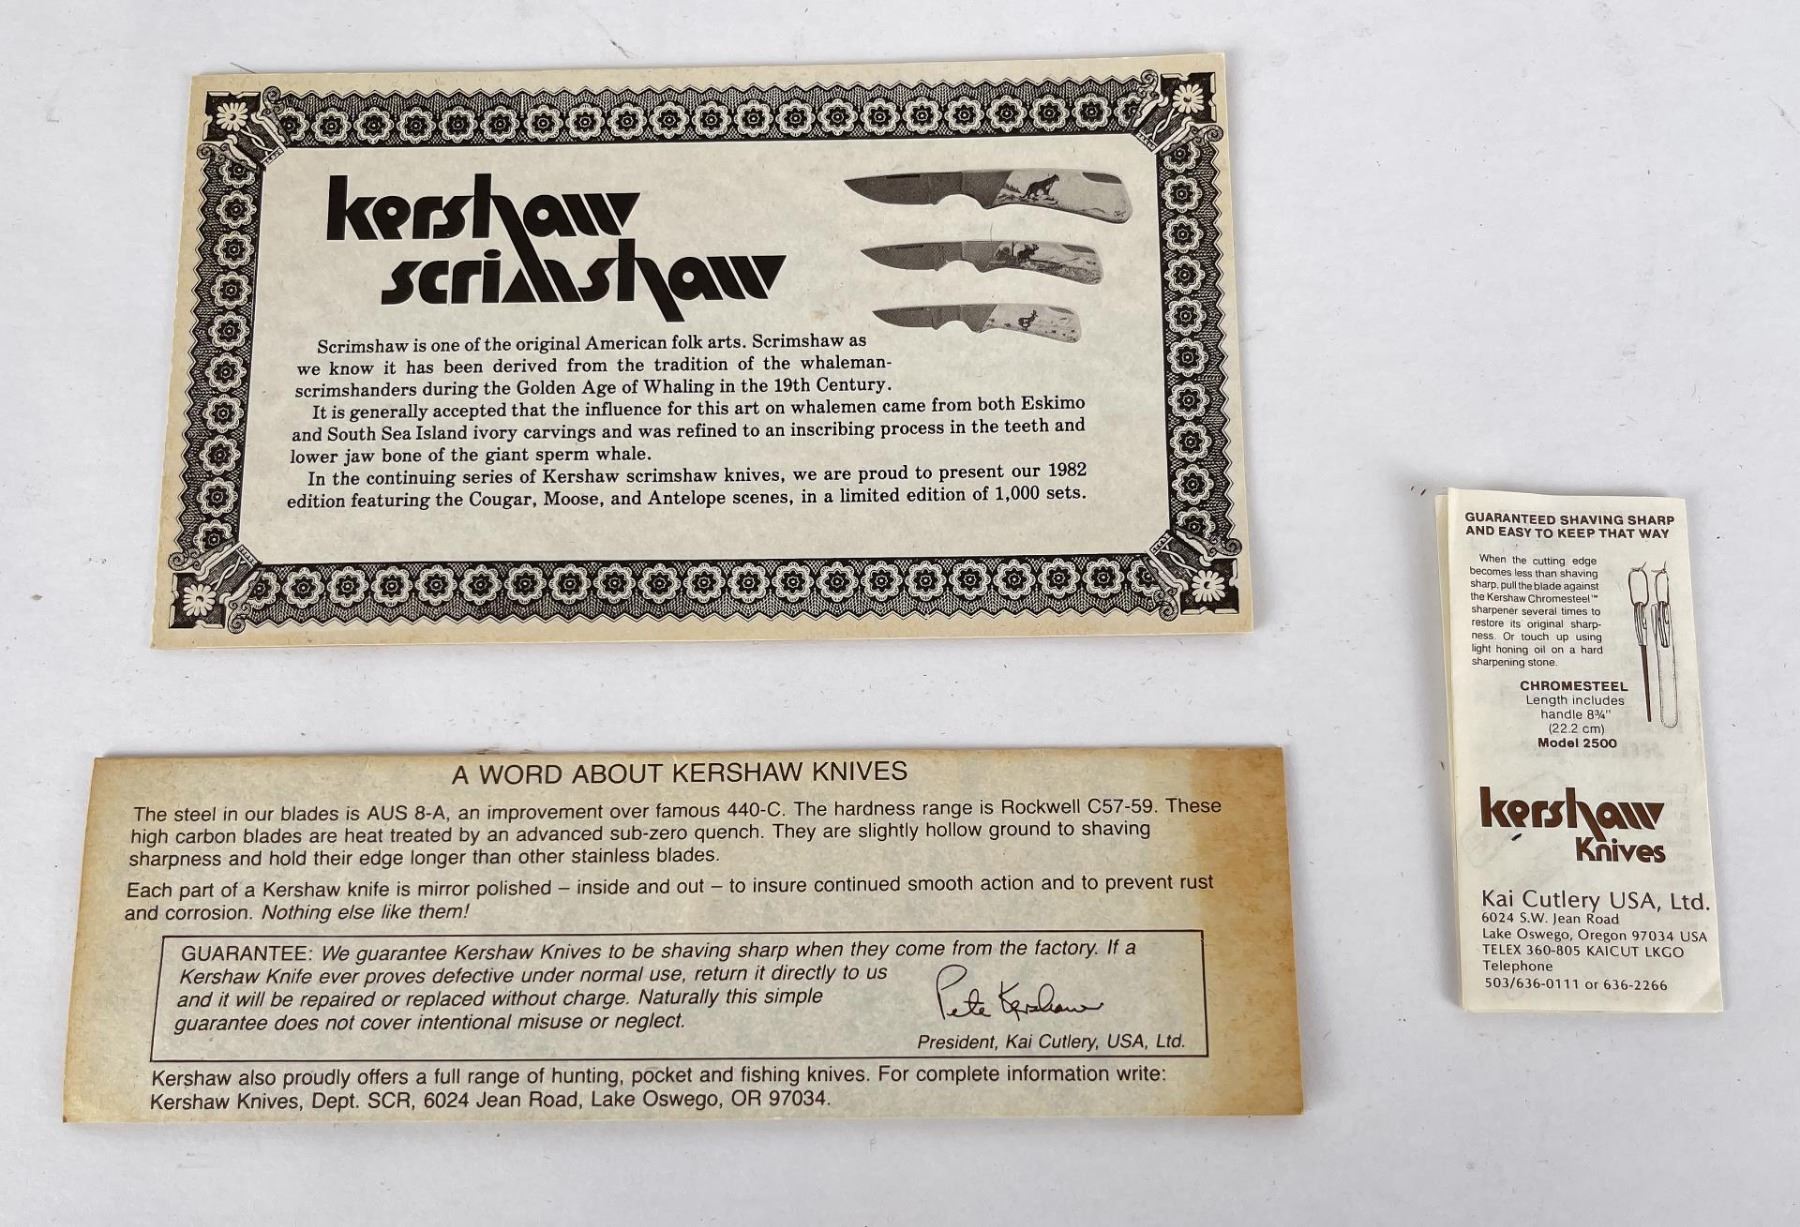 kershaw
scrimshaw
Scrimshaw is one of the original American folk arts. Scrimshaw as
we know it has been derived from the tradition of the whaleman-
scrimshanders during the Golden Age of Whaling in the 19th Century.
It is generally accepted that the influence for this art on whalemen came from both Eskimo
and South Sea Island ivory carvings and was refined to an inscribing process in the teeth and
lower jaw bone of the giant sperm whale.
In the continuing series of Kershaw scrimshaw knives, we are proud to present our 1982
edition featuring the Cougar, Moose, and Antelope scenes, in a limited edition of 1,000 sets.
A WORD ABOUT KERSHAW KNIVES
The steel in our blades is AUS 8-A, an improvement over famous 440-C. The hardness range is Rockwell C57-59. These
high carbon blades are heat treated by an advanced sub-zero quench. They are slightly hollow ground to shaving
sharpness and hold their edge longer than other stainless blades.
Each part of a Kershaw knife is mirror polished – inside and out – to insure continued smooth action and to prevent rust
and corrosion. Nothing else like them!
GUARANTEE: We guarantee Kershaw Knives to be shaving sharp when they come from the factory. If a
Kershaw Knife ever proves defective under normal use, return it directly to us
and it will be repaired or replaced without charge. Naturally this simple
guarantee does not cover intentional misuse or neglect.
Pete Kershaw
President, Kai Cutlery, USA, Ltd.
Kershaw also proudly offers a full range of hunting, pocket and fishing knives. For complete information write:
Kershaw Knives, Dept. SCR, 6024 Jean Road, Lake Oswego, OR 97034.
GUARANTEED SHAVING SHARP
AND EASY TO KEEP THAT WAY
When the cutting edge
becomes less than shaving
sharp, pull the blade against
the Kershaw Chromesteel™
sharpener several times to
restore its original sharp-
ness. Or touch up using
light honing oil on a hard
sharpening stone.
CHROMESTEEL
Length includes
handle 8¾"
(22.2 cm)
Model 2500
kershaw
Knives
Kai Cutlery USA, Ltd.
6024 S.W. Jean Road
Lake Oswego, Oregon 97034 USA
TELEX 360-805 KAICUT LKGO
Telephone
503/636-0111 or 636-2266